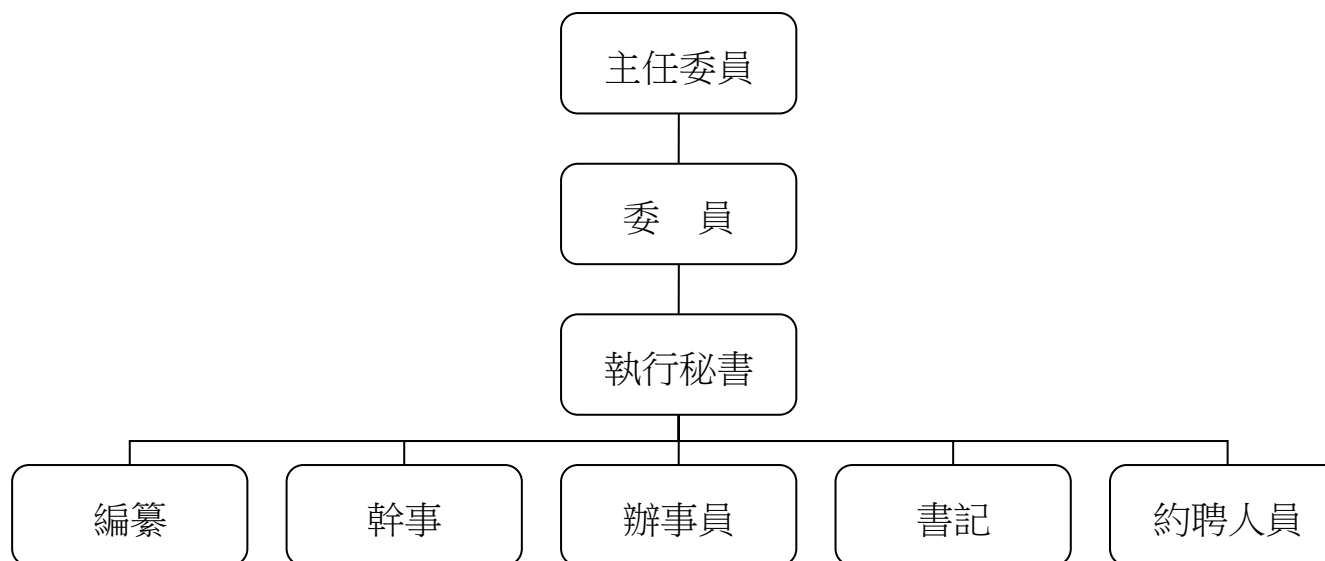 主任委員
委　員
執行秘書
編纂
幹事
辦事員
書記
約聘人員